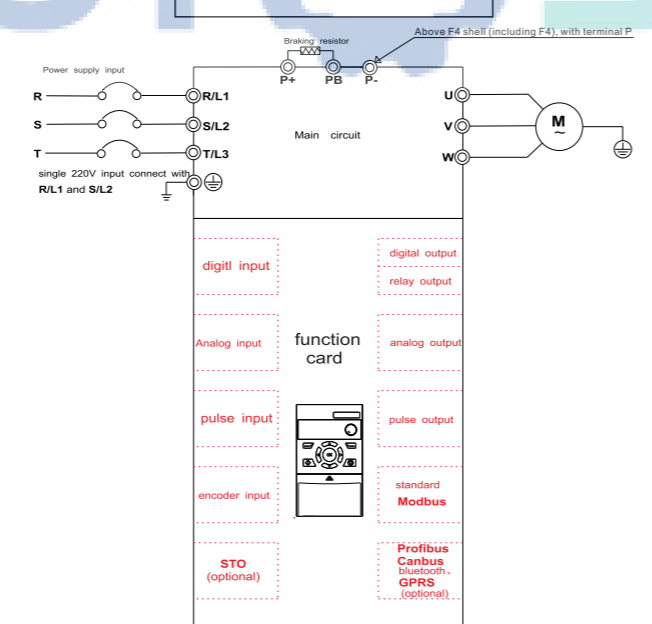 Above F4 shell (including F4), with terminal P
Braking resistor
P+
PB
P-
Power supply input
R
R/L1
U
S
S/L2
V
M
~
Main circuit
T
T/L3
W
single 220V input connect with
R/L1 and S/L2
digitl input
digital output
relay output
Analog input
function
card
analog output
pulse input
pulse output
encoder input
standard
Modbus
STO
(optional)
Profibus
Canbus
bluetooth、
GPRS
(optional)